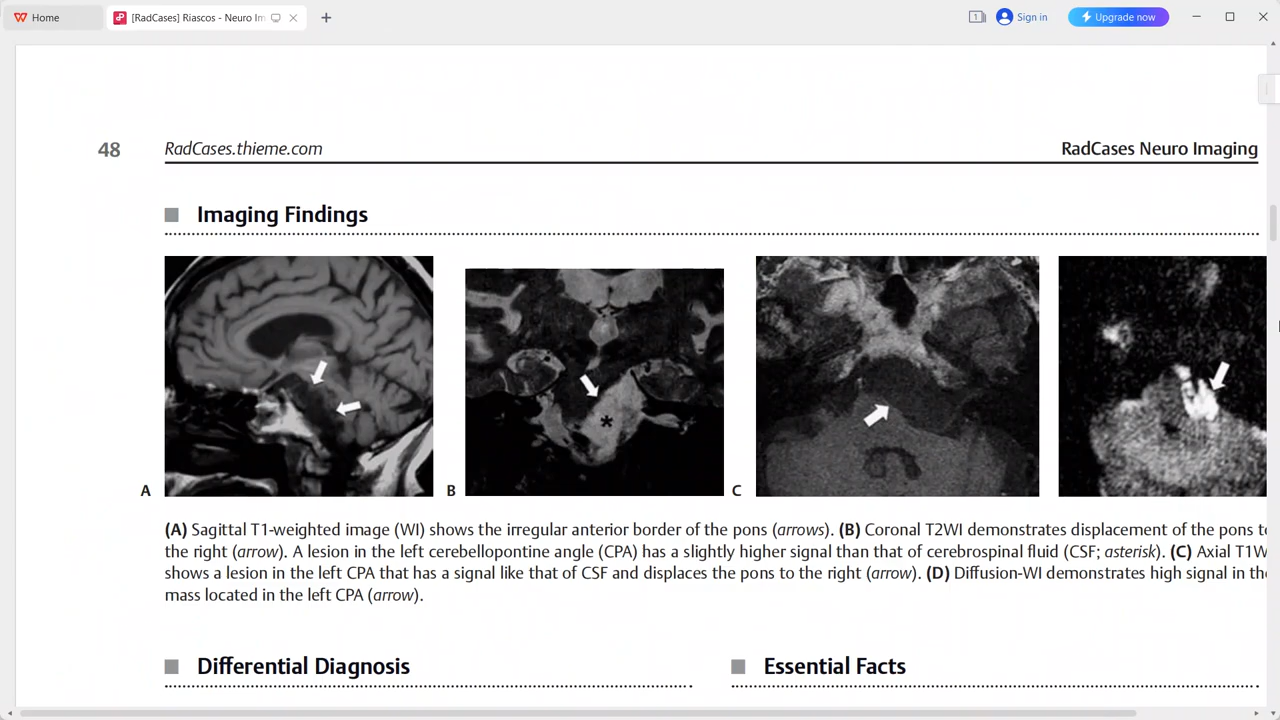 Home
[RadCases] Riascos - Neuro Im
1
Sign in
Upgrade now
48
RadCases.thieme.com
RadCases Neuro Imaging
Imaging Findings
*
A
B
C
(A) Sagittal T1-weighted image (WI) shows the irregular anterior border of the pons (arrows). (B) Coronal T2WI demonstrates displacement of the pons to
the right (arrow). A lesion in the left cerebellopontine angle (CPA) has a slightly higher signal than that of cerebrospinal fluid (CSF; asterisk). (C) Axial T1W
shows a lesion in the left CPA that has a signal like that of CSF and displaces the pons to the right (arrow). (D) Diffusion-WI demonstrates high signal in the
mass located in the left CPA (arrow).
Differential Diagnosis
Essential Facts